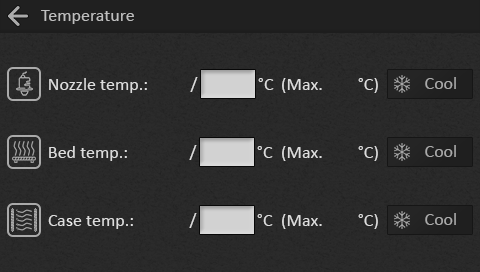 Temperature
Nozzle temp.: / °C (Max. °C) Cool
Bed temp.: / °C (Max. °C) Cool
Case temp.: / °C (Max. °C) Cool